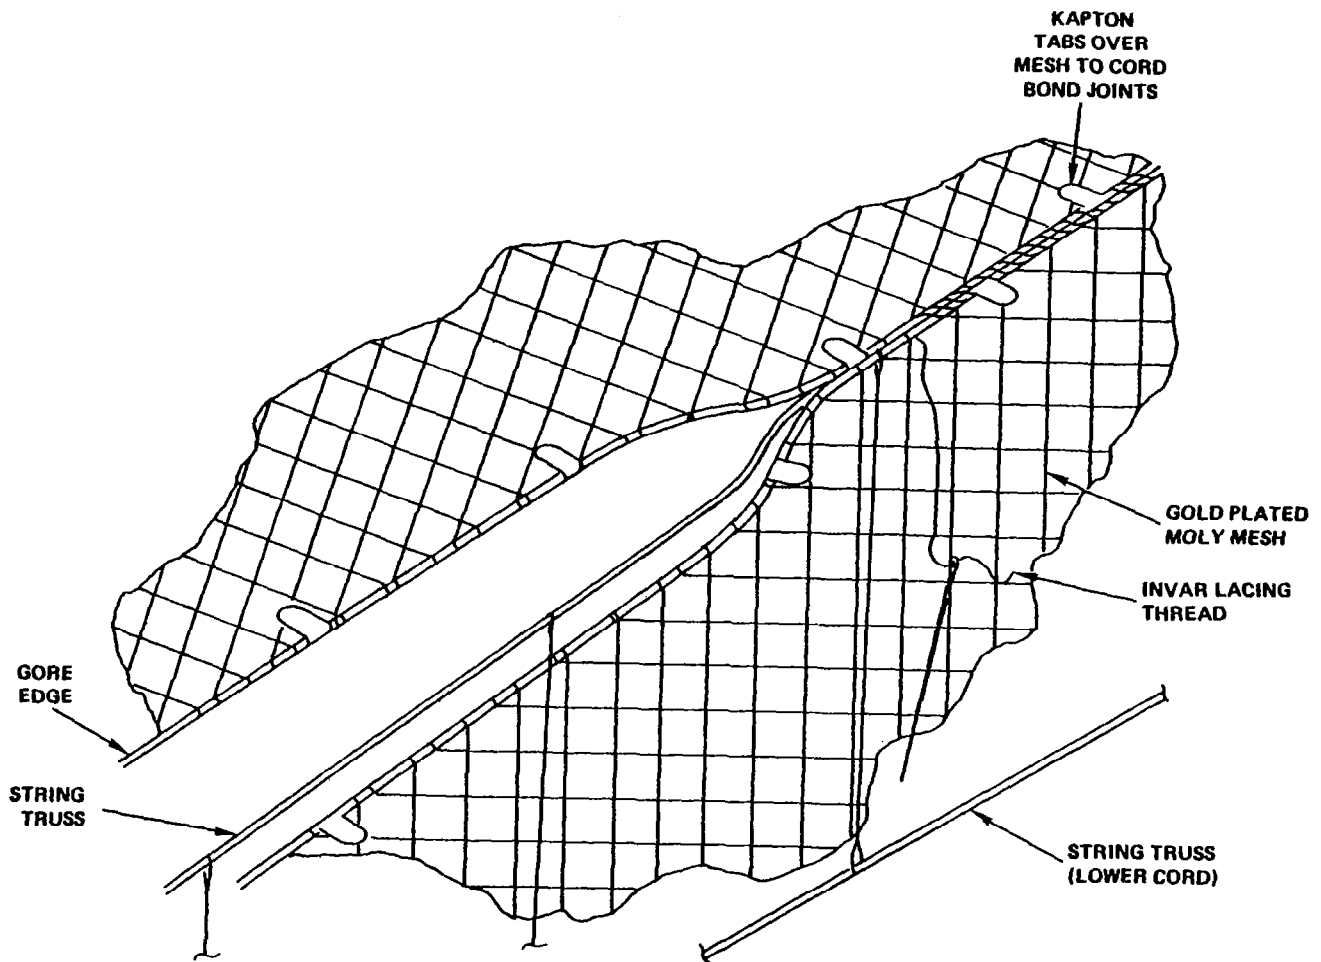 KAPTON
TABS OVER
MESH TO CORD
BOND JOINTS
GOLD PLATED
MOLY MESH
INVAR LACING
THREAD
GORE
EDGE
STRING
TRUSS
STRING TRUSS
(LOWER CORD)